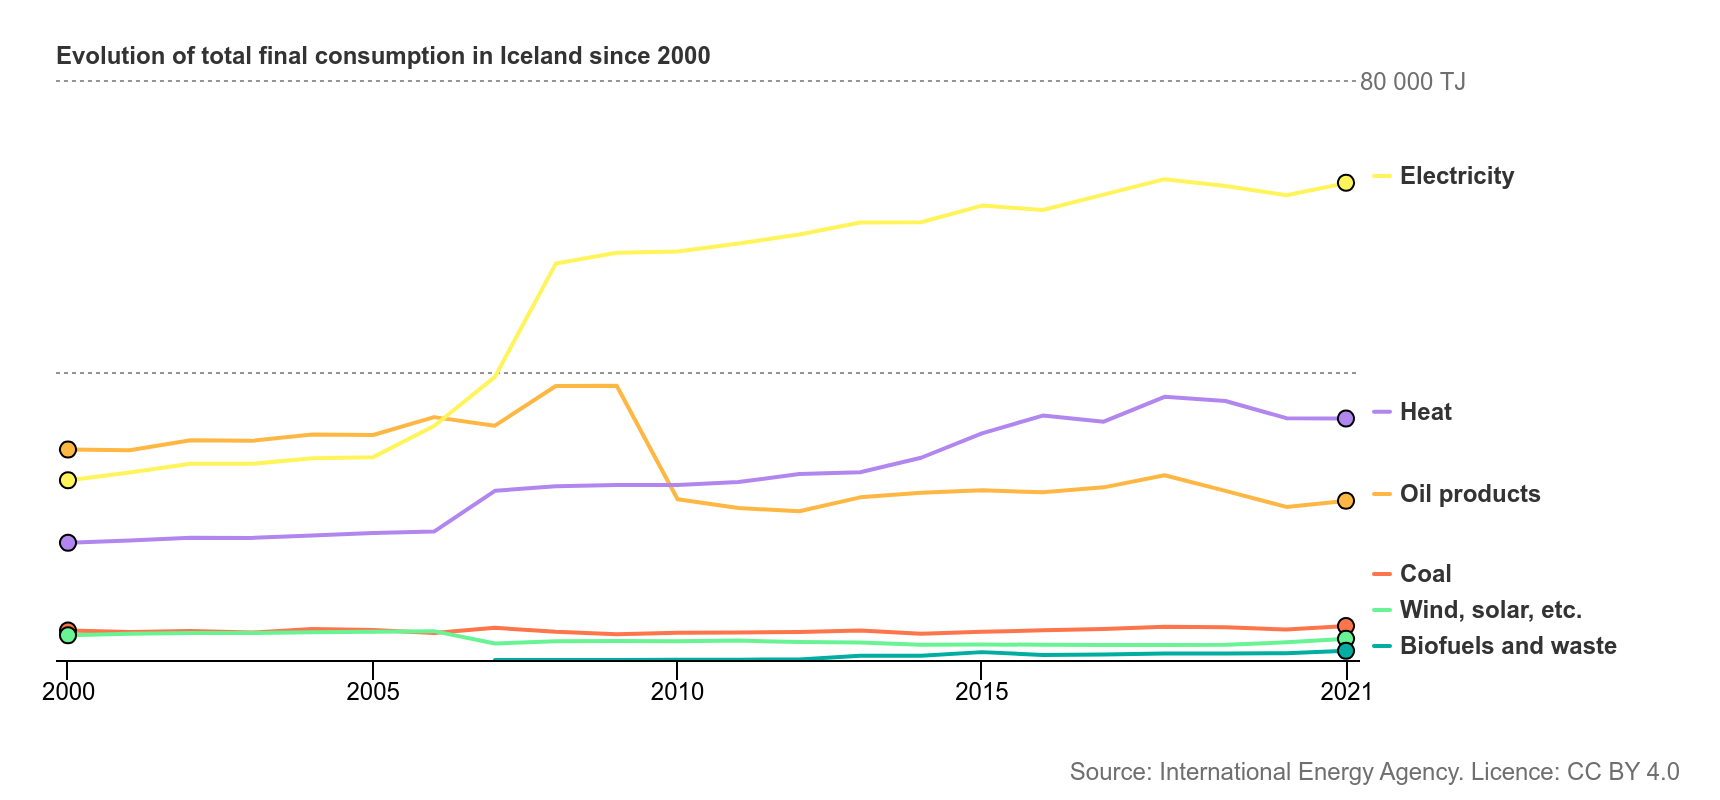 Evolution of total final consumption in Iceland since 2000
80 000 TJ
Electricity
Heat
Oil products
Coal
Wind, solar, etc.
Biofuels and waste
2000 2005 2010 2015 2021
Source: International Energy Agency. Licence: CC BY 4.0